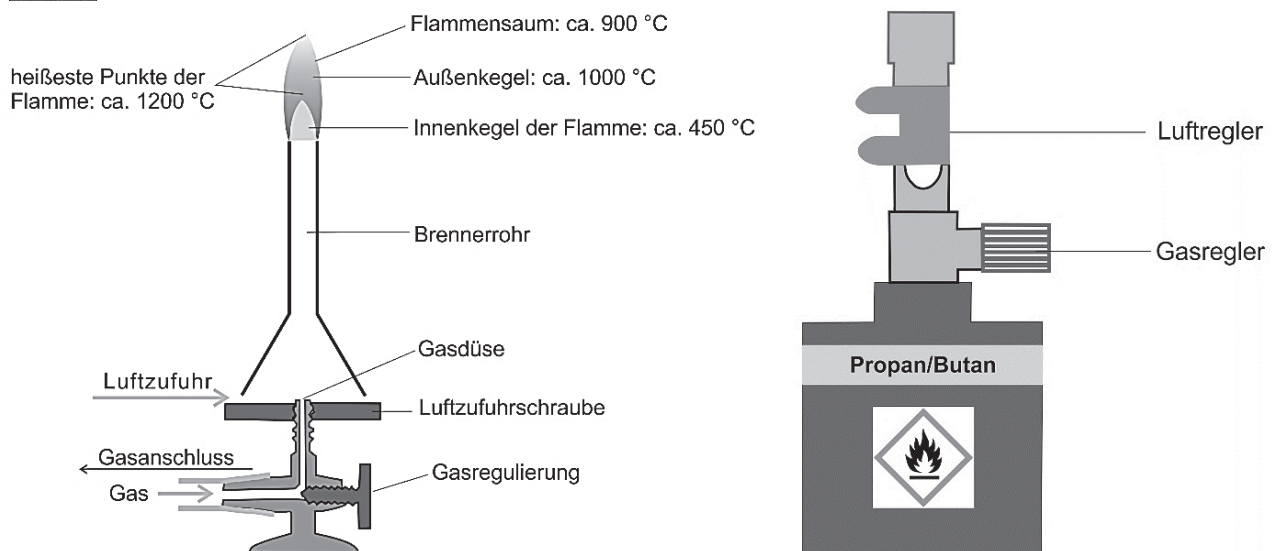 Flammensaum: ca. 900 °C
heißeste Punkte der
Flamme: ca. 1200 °C
Außenkegel: ca. 1000 °C
Innenkegel der Flamme: ca. 450 °C
Brennerrohr
Gasdüse
Luftzufuhr
Luftzufuhrschraube
Gasanschluss
Gasregulierung
Gas
Luftregler
Gasregler
Propan/Butan